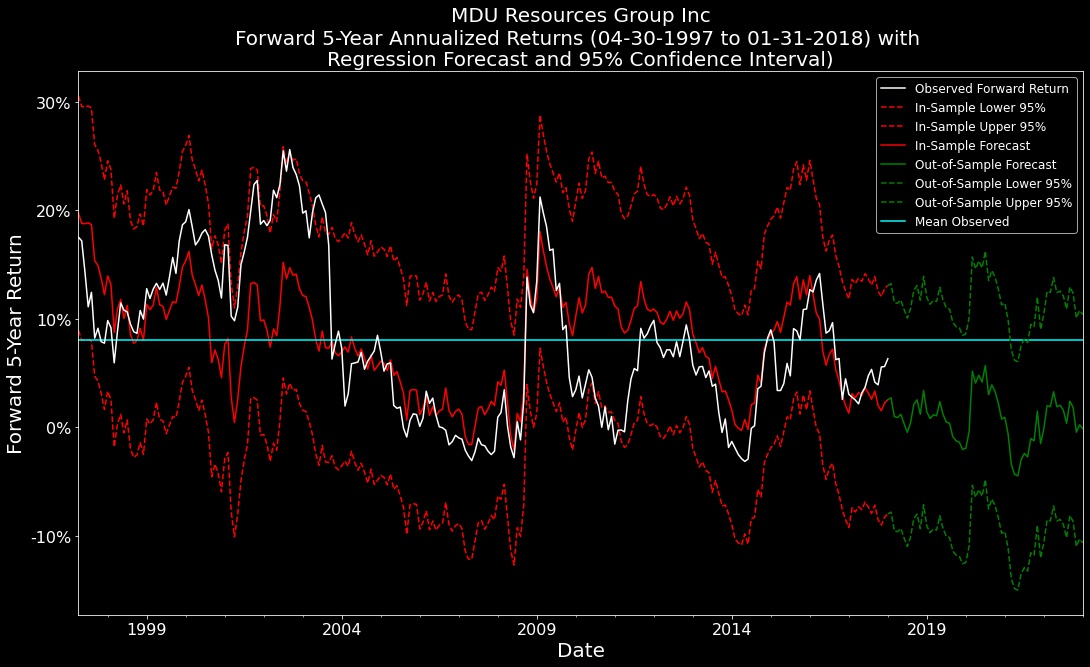 MDU Resources Group Inc
Forward 5-Year Annualized Returns (04-30-1997 to 01-31-2018) with
Regression Forecast and 95% Confidence Interval)
Observed Forward Return
In-Sample Lower 95%
In-Sample Upper 95%
In-Sample Forecast
Out-of-Sample Forecast
Out-of-Sample Lower 95%
Out-of-Sample Upper 95%
Mean Observed
Forward 5-Year Return
30%
20%
10%
0%
-10%
1999
2004
2009
2014
2019
Date